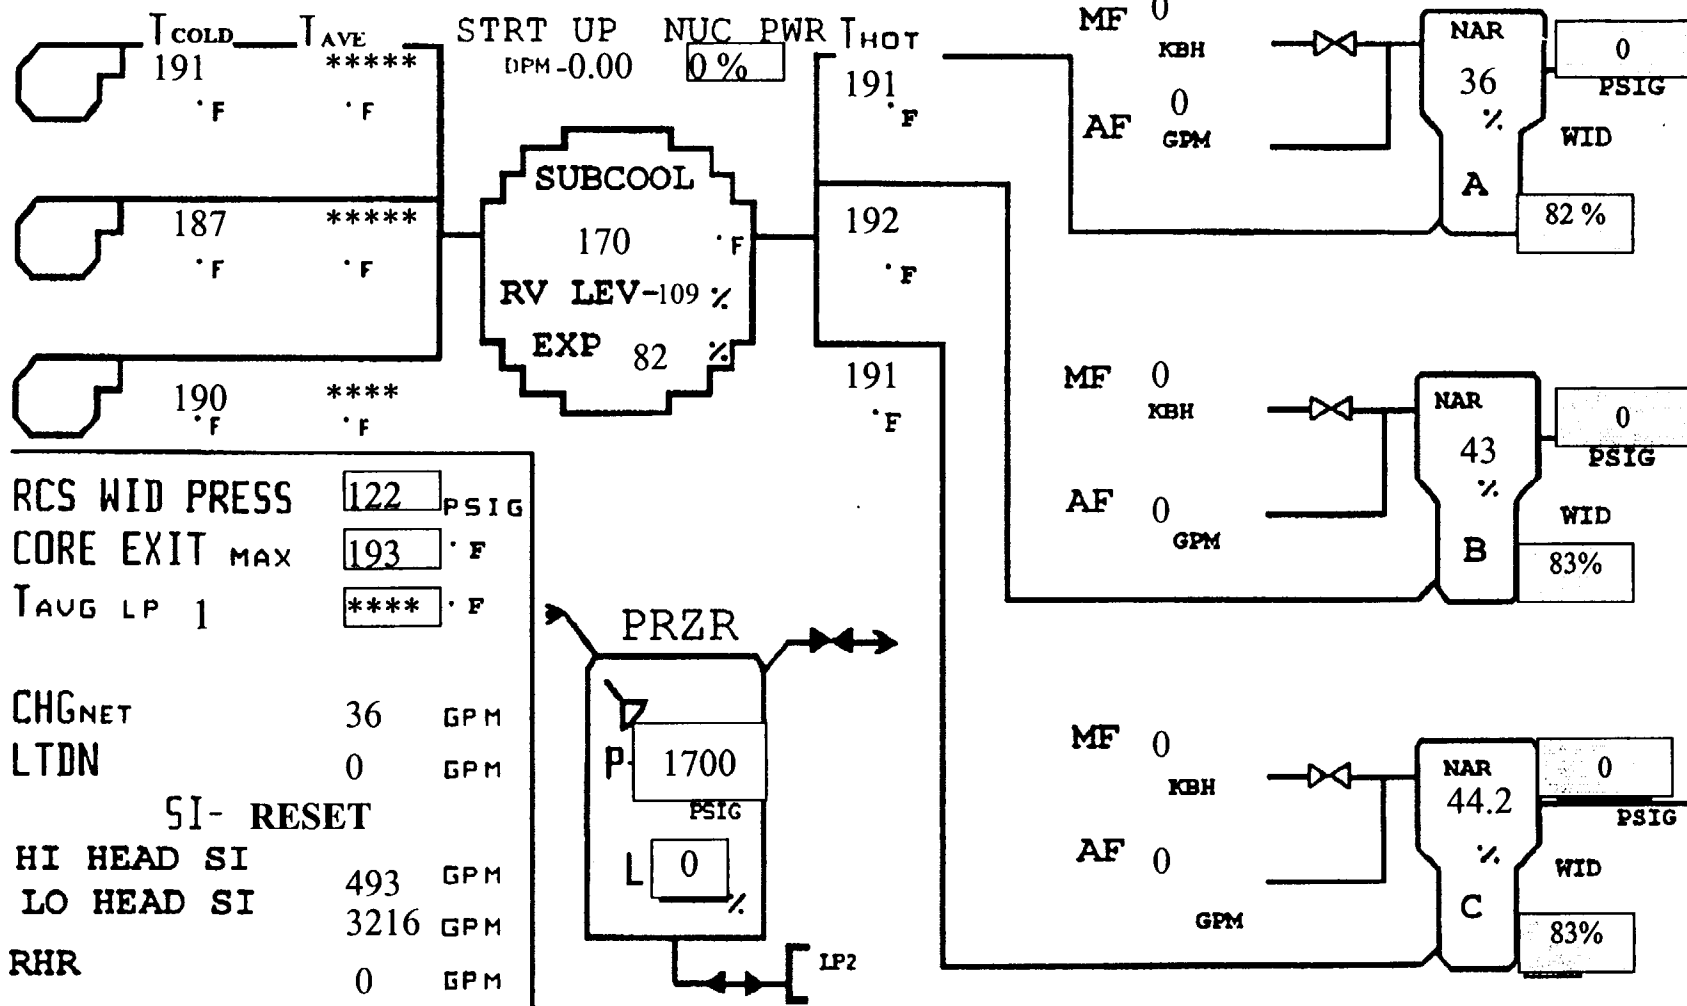 TCOLD TAVE STRT UP NUC PWR THOT
191 ***** DPM -0.00 0 % 191
°F °F °F
187 ***** 192
°F °F °F
190 **** 191
°F °F °F
SUBCOOL
170 °F
RV LEV-109 %
EXP 82 %
RCS WID PRESS 122 PSIG
CORE EXIT MAX 193 °F
TAVG LP 1 **** °F
CHGNET 36 GPM
LTDN 0 GPM
SI- RESET
HI HEAD SI 493 GPM
LO HEAD SI 3216 GPM
RHR 0 GPM
PRZR
P 1700
PSIG
L 0
%
LP2
MF 0
KBH
AF 0
GPM
NAR
36
%
A
0
PSIG
WID
82 %
MF 0
KBH
AF 0
GPM
NAR
43
%
B
0
PSIG
WID
83%
MF 0
KBH
AF 0
GPM
NAR
44.2
%
C
0
PSIG
WID
83%